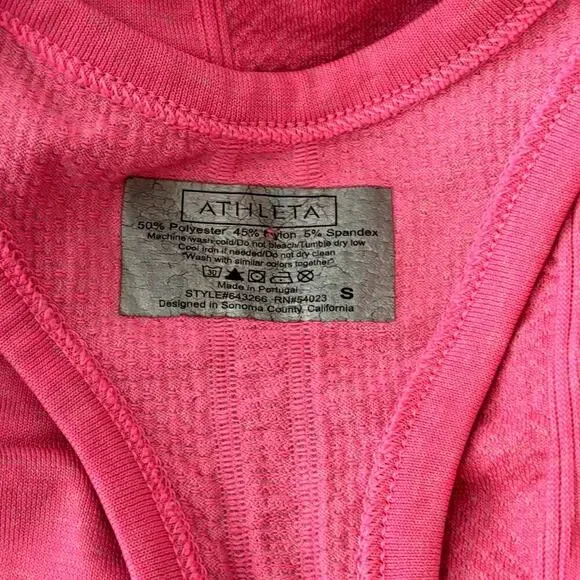 ATHLETA
50% Polyester 45% Nylon 5% Spandex
Machine wash cold/Do not bleach/Tumble dry low
Cool iron if needed/Do not dry clean
"Wash with similar colors together"
30
Made in Portugal
STYLE#643266 RN#54023 S
Designed in Sonoma County, California